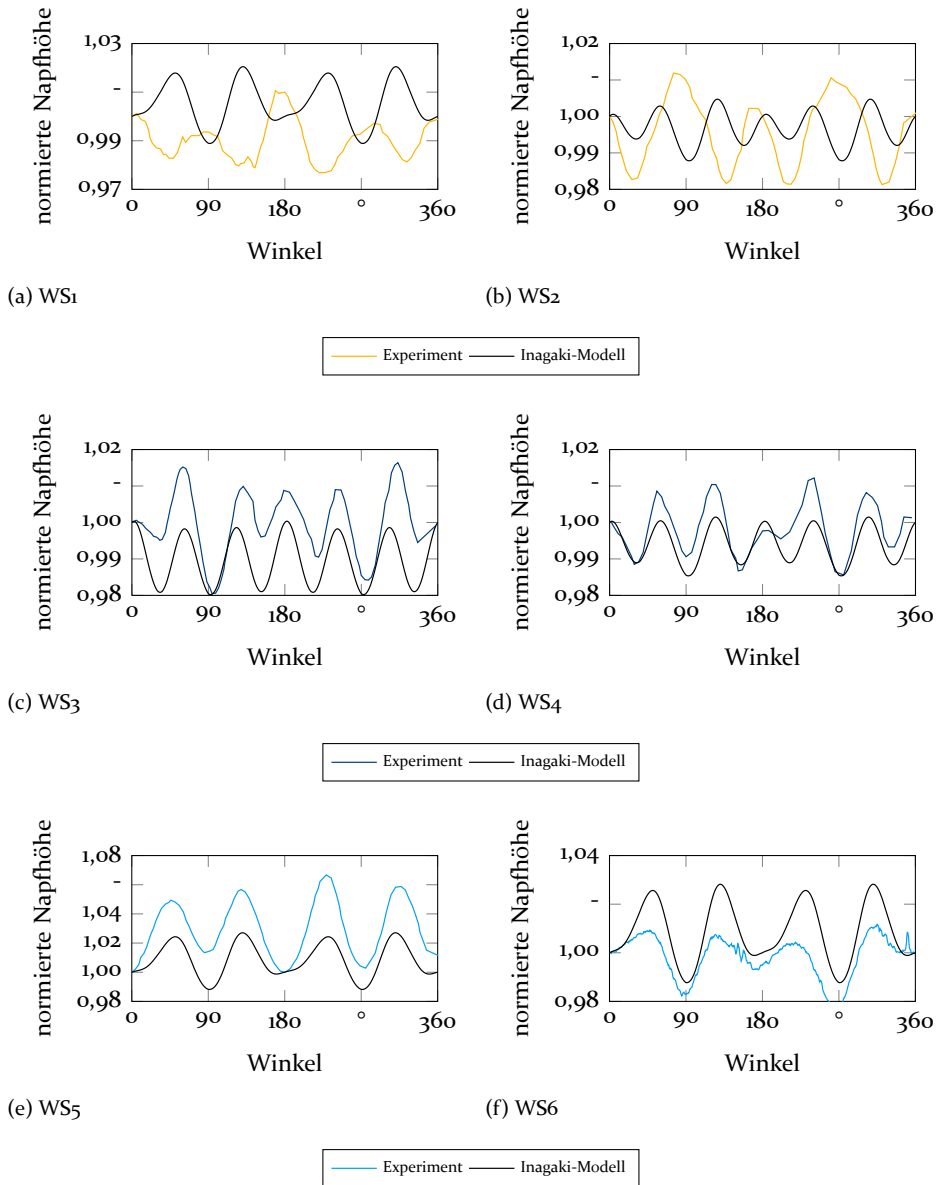 normierte Napfhöhe
1,03
-
0,99
0,97
0 90 180 ° 360
Winkel
(a) WS1
normierte Napfhöhe
1,02
-
1,00
0,99
0,98
0 90 180 ° 360
Winkel
(b) WS2
Experiment Inagaki-Modell
normierte Napfhöhe
1,02
-
1,00
0,99
0,98
0 90 180 ° 360
Winkel
(c) WS3
normierte Napfhöhe
1,02
-
1,00
0,99
0,98
0 90 180 ° 360
Winkel
(d) WS4
Experiment Inagaki-Modell
normierte Napfhöhe
1,08
-
1,04
1,02
1,00
0,98
0 90 180 ° 360
Winkel
(e) WS5
normierte Napfhöhe
1,04
-
1,00
0,98
0 90 180 ° 360
Winkel
(f) WS6
Experiment Inagaki-Modell